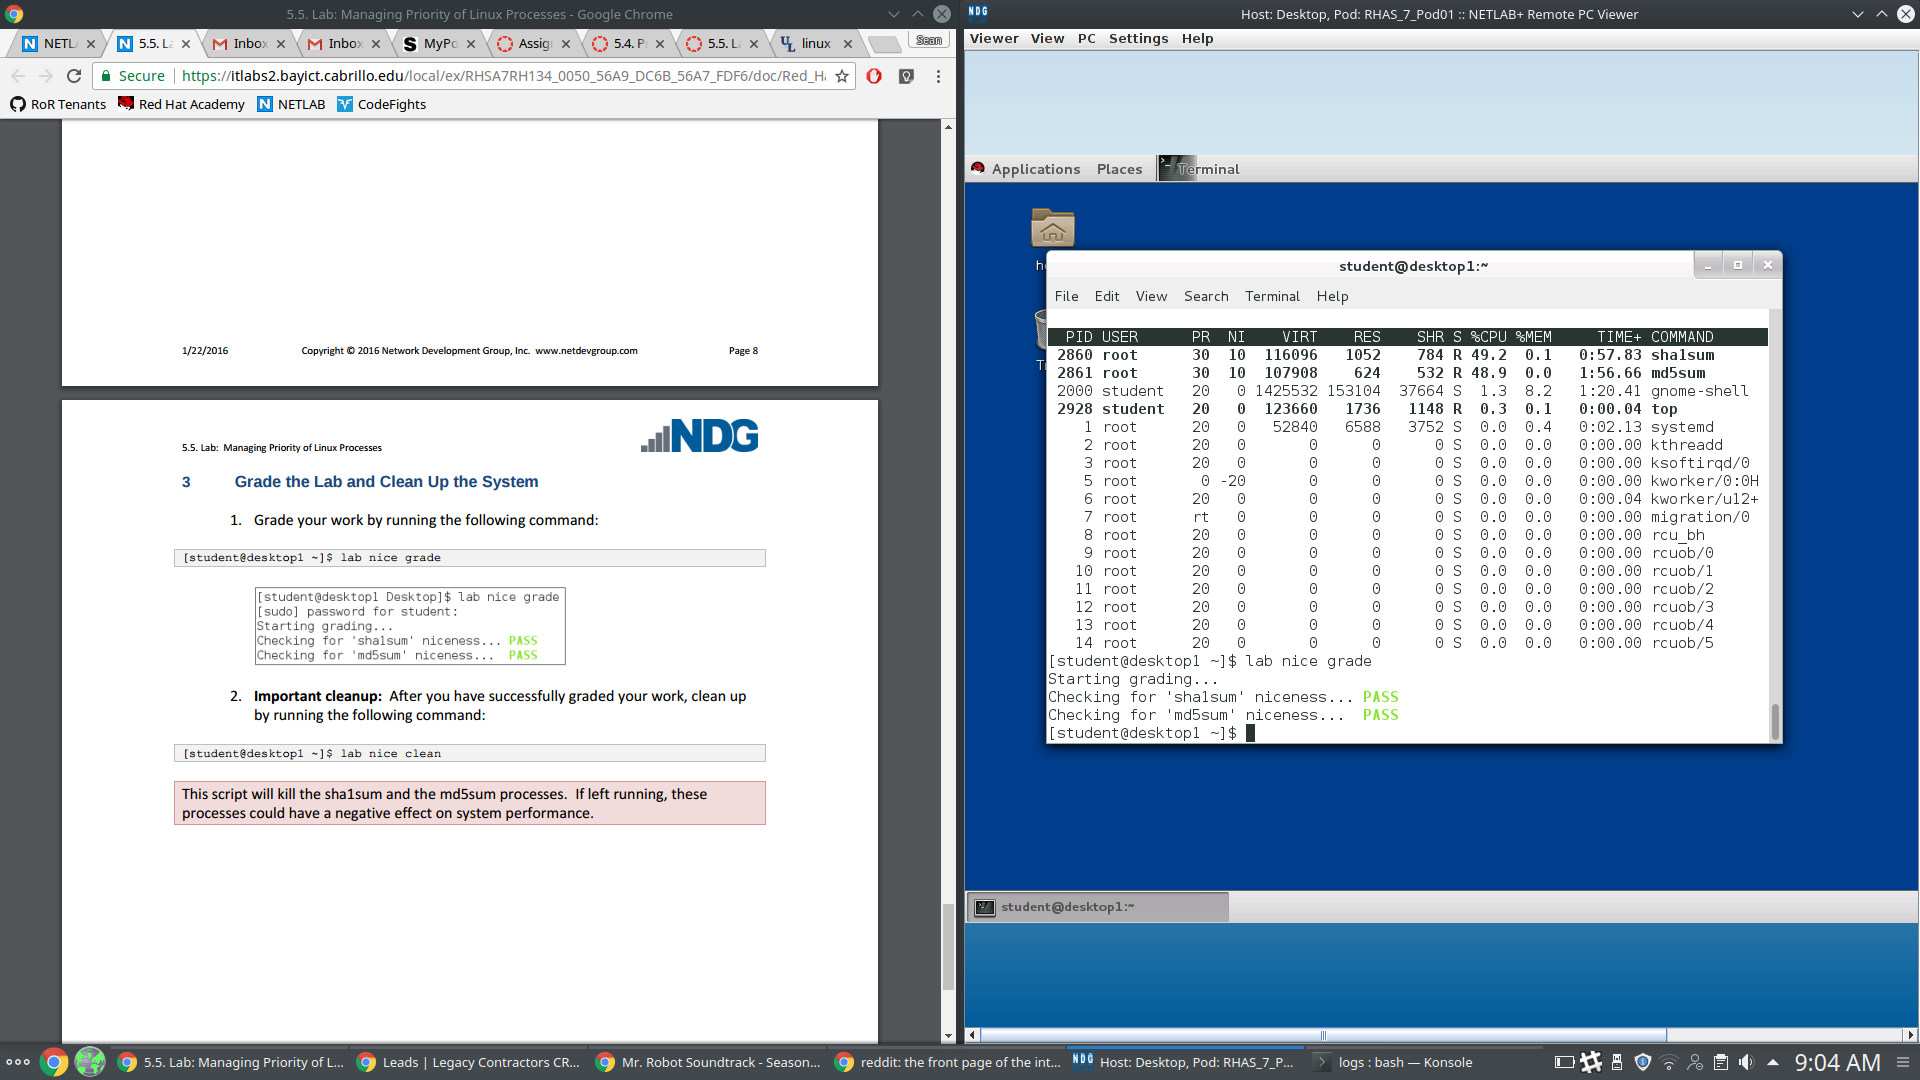 5.5. Lab: Managing Priority of Linux Processes - Google Chrome
NETL
5.5. L
Inbox
Inbox
MyPo
Assig
5.4. P
5.5. L
linux
Sean
Secure
https://itlabs2.bayict.cabrillo.edu/local/ex/RHSA7RH134_0050_56A9_DC6B_56A7_FDF6/doc/Red_H
RoR Tenants
Red Hat Academy
NETLAB
CodeFights
1/22/2016 Copyright © 2016 Network Development Group, Inc. www.netdevgroup.com Page 8
5.5. Lab: Managing Priority of Linux Processes
NDG
3 Grade the Lab and Clean Up the System
1. Grade your work by running the following command:
[student@desktop1 ~]$ lab nice grade
[student@desktop1 Desktop]$ lab nice grade
[sudo] password for student:
Starting grading...
Checking for 'sha1sum' niceness... PASS
Checking for 'md5sum' niceness... PASS
2. Important cleanup: After you have successfully graded your work, clean up
by running the following command:
[student@desktop1 ~]$ lab nice clean
This script will kill the sha1sum and the md5sum processes. If left running, these
processes could have a negative effect on system performance.
NDG
Host: Desktop, Pod: RHAS_7_Pod01 :: NETLAB+ Remote PC Viewer
Viewer View PC Settings Help
Applications Places Terminal
student@desktop1:~
File Edit View Search Terminal Help
PID USER PR NI VIRT RES SHR S %CPU %MEM TIME+ COMMAND
2860 root 30 10 116096 1052 784 R 49.2 0.1 0:57.83 sha1sum
2861 root 30 10 107908 624 532 R 48.9 0.0 1:56.66 md5sum
2000 student 20 0 1425532 153104 37664 S 1.3 8.2 1:20.41 gnome-shell
2928 student 20 0 123660 1736 1148 R 0.3 0.1 0:00.04 top
1 root 20 0 52840 6588 3752 S 0.0 0.4 0:02.13 systemd
2 root 20 0 0 0 0 S 0.0 0.0 0:00.00 kthreadd
3 root 20 0 0 0 0 S 0.0 0.0 0:00.00 ksoftirqd/0
5 root 0 -20 0 0 0 S 0.0 0.0 0:00.00 kworker/0:0H
6 root 20 0 0 0 0 S 0.0 0.0 0:00.04 kworker/u12+
7 root rt 0 0 0 0 S 0.0 0.0 0:00.00 migration/0
8 root 20 0 0 0 0 S 0.0 0.0 0:00.00 rcu_bh
9 root 20 0 0 0 0 S 0.0 0.0 0:00.00 rcuob/0
10 root 20 0 0 0 0 S 0.0 0.0 0:00.00 rcuob/1
11 root 20 0 0 0 0 S 0.0 0.0 0:00.00 rcuob/2
12 root 20 0 0 0 0 S 0.0 0.0 0:00.00 rcuob/3
13 root 20 0 0 0 0 S 0.0 0.0 0:00.00 rcuob/4
14 root 20 0 0 0 0 S 0.0 0.0 0:00.00 rcuob/5
[student@desktop1 ~]$ lab nice grade
Starting grading...
Checking for 'sha1sum' niceness... PASS
Checking for 'md5sum' niceness... PASS
[student@desktop1 ~]$
student@desktop1:~
5.5. Lab: Managing Priority of L...
Leads | Legacy Contractors CR...
Mr. Robot Soundtrack - Season...
reddit: the front page of the int...
NDG
Host: Desktop, Pod: RHAS_7_P...
logs : bash — Konsole
9:04 AM